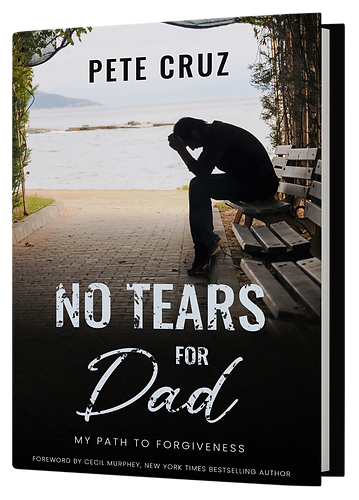 PETE CRUZ
NO TEARS
FOR
Dad
MY PATH TO FORGIVENESS
FOREWORD BY CECIL MURPHEY, NEW YORK TIMES BESTSELLING AUTHOR